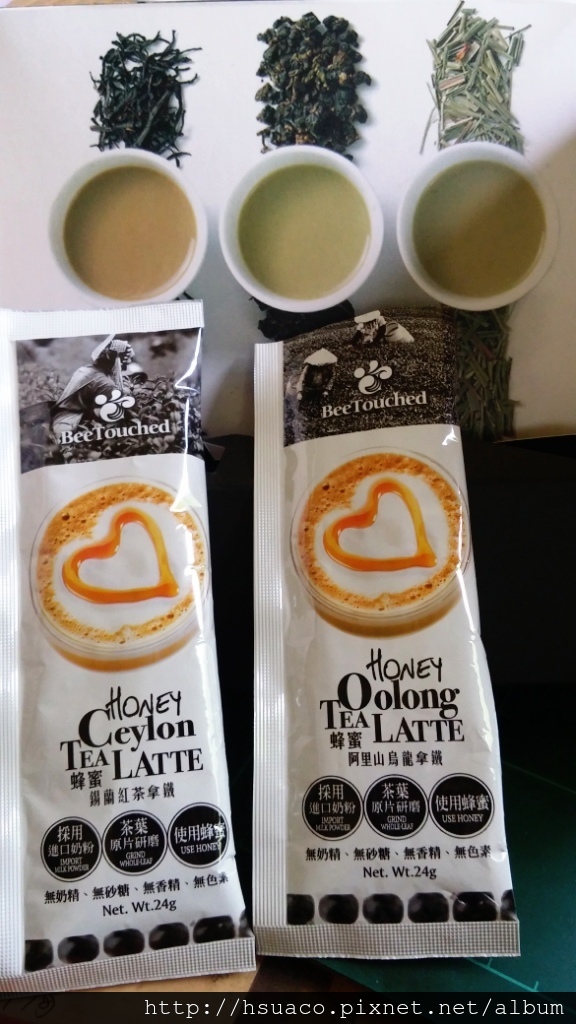 BeeTouched
HONEY
Ceylon
TEA LATTE
蜂蜜
錫蘭紅茶拿鐵
採用
進口奶粉
IMPORT
MILK POWDER
茶葉
原片研磨
GRIND
WHOLE-LEAF
使用蜂蜜
USE HONEY
無奶精、無砂糖、無香精、無色素
Net. Wt.24g
BeeTouched
HONEY
Oolong
TEA LATTE
蜂蜜
阿里山烏龍拿鐵
採用
進口奶粉
IMPORT
MILK POWDER
茶葉
原片研磨
GRIND
WHOLE-LEAF
使用蜂蜜
USE HONEY
無奶精、無砂糖、無香精、無色素
Net. Wt.24g
http://hsuaco.pixnet.net/album